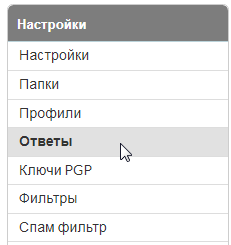 Настройки
Настройки
Папки
Профили
Ответы
Ключи PGP
Фильтры
Спам фильтр